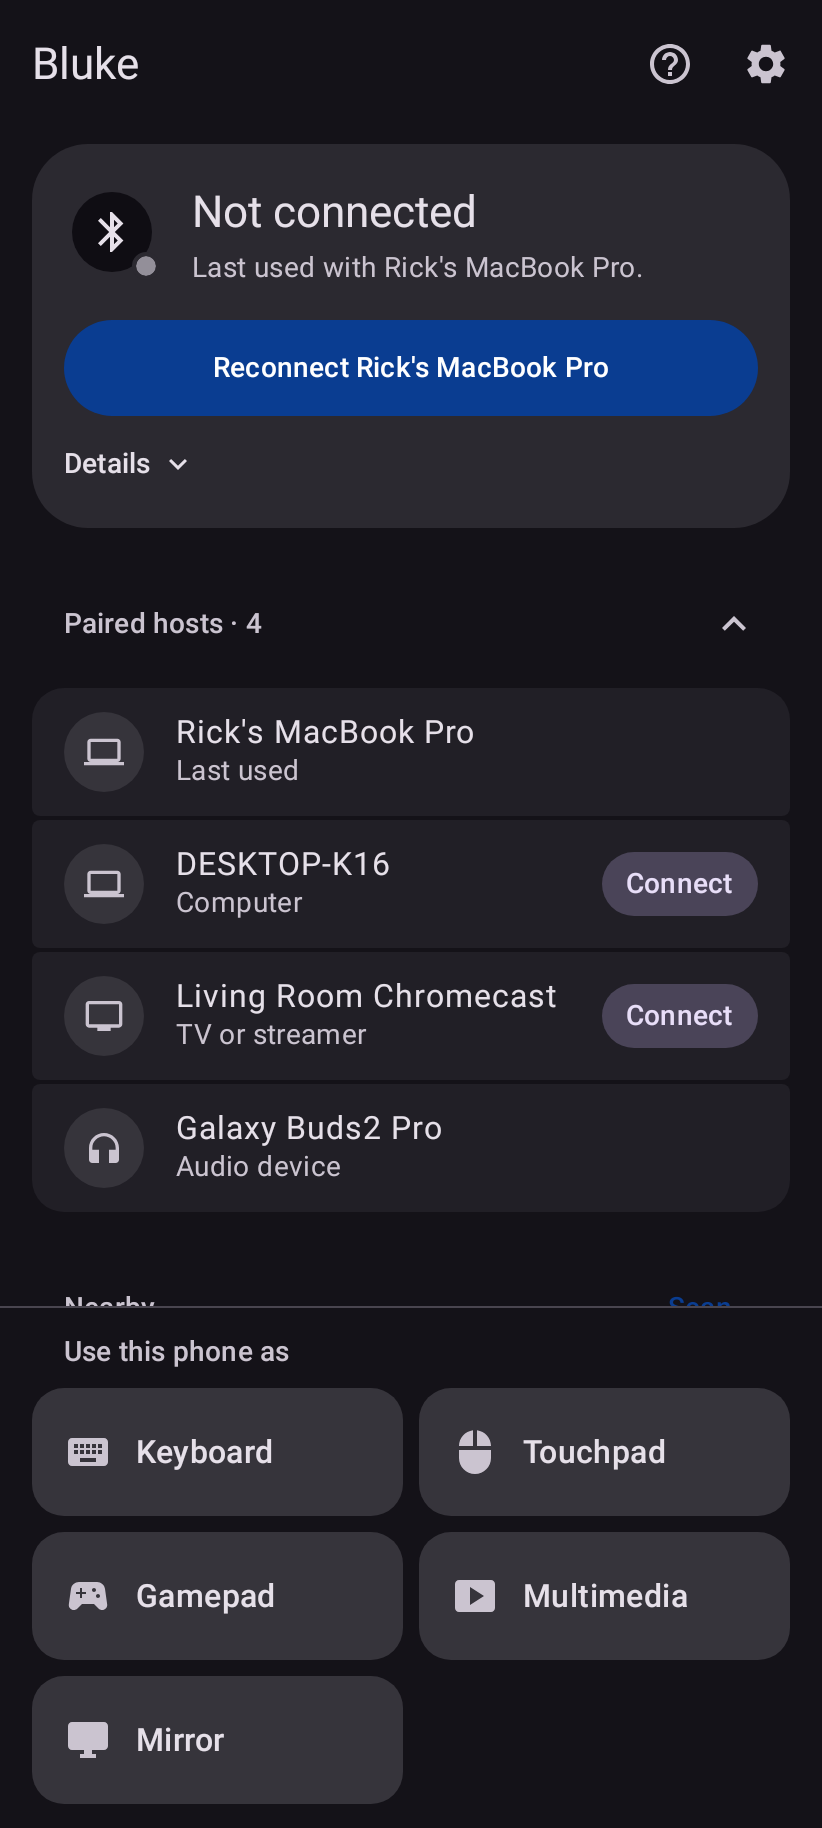 Bluke
Not connected
Last used with Rick's MacBook Pro.
Reconnect Rick's MacBook Pro
Details
Paired hosts · 4
Rick's MacBook Pro
Last used
DESKTOP-K16
Computer
Connect
Living Room Chromecast
TV or streamer
Connect
Galaxy Buds2 Pro
Audio device
Nearby
Scan
Use this phone as
Keyboard
Touchpad
Gamepad
Multimedia
Mirror